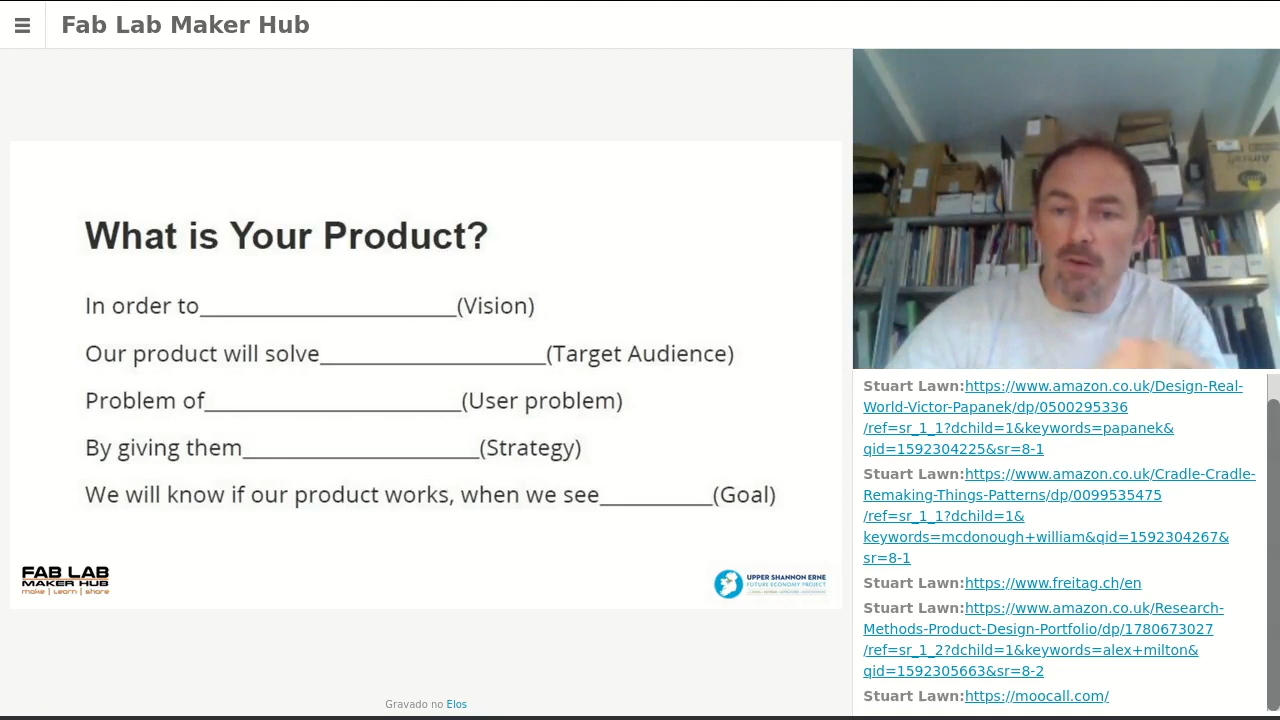 Fab Lab Maker Hub
What is Your Product?
In order to____________________(Vision)
Our product will solve__________________(Target Audience)
Problem of____________________(User problem)
By giving them___________________(Strategy)
We will know if our product works, when we see_________(Goal)
FAB LAB
MAKER HUB
make | Learn | share
UPPER SHANNON ERNE
FUTURE ECONOMY PROJECT
Gravado no Elos
Stuart Lawn:https://www.amazon.co.uk/Design-Real-
World-Victor-Papanek/dp/0500295336
/ref=sr_1_1?dchild=1&keywords=papanek&
qid=1592304225&sr=8-1
Stuart Lawn:https://www.amazon.co.uk/Cradle-Cradle-
Remaking-Things-Patterns/dp/0099535475
/ref=sr_1_1?dchild=1&
keywords=mcdonough+william&qid=1592304267&
sr=8-1
Stuart Lawn:https://www.freitag.ch/en
Stuart Lawn:https://www.amazon.co.uk/Research-
Methods-Product-Design-Portfolio/dp/1780673027
/ref=sr_1_2?dchild=1&keywords=alex+milton&
qid=1592305663&sr=8-2
Stuart Lawn:https://moocall.com/